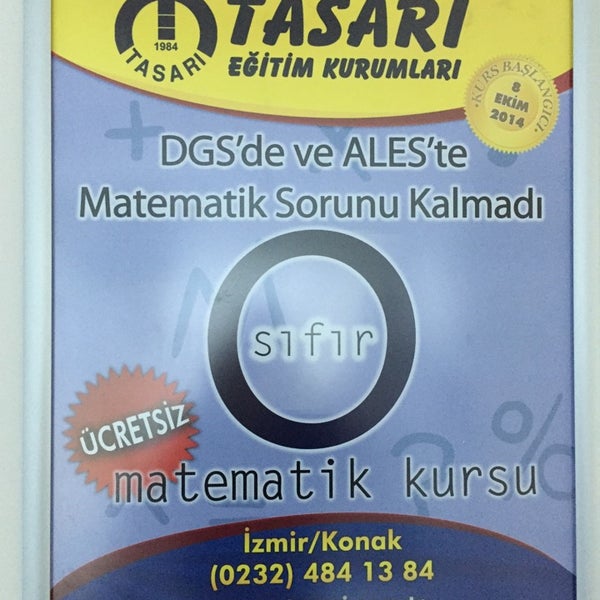 1984
TASARI
TASARI
EĞİTİM KURUMLARI
KURS BAŞLANGICI
8
EKİM
2014
DGS'de ve ALES'te
Matematik Sorunu Kalmadı
sıfır
ÜCRETSİZ
matematik kursu
İzmir/Konak
(0232) 484 13 84